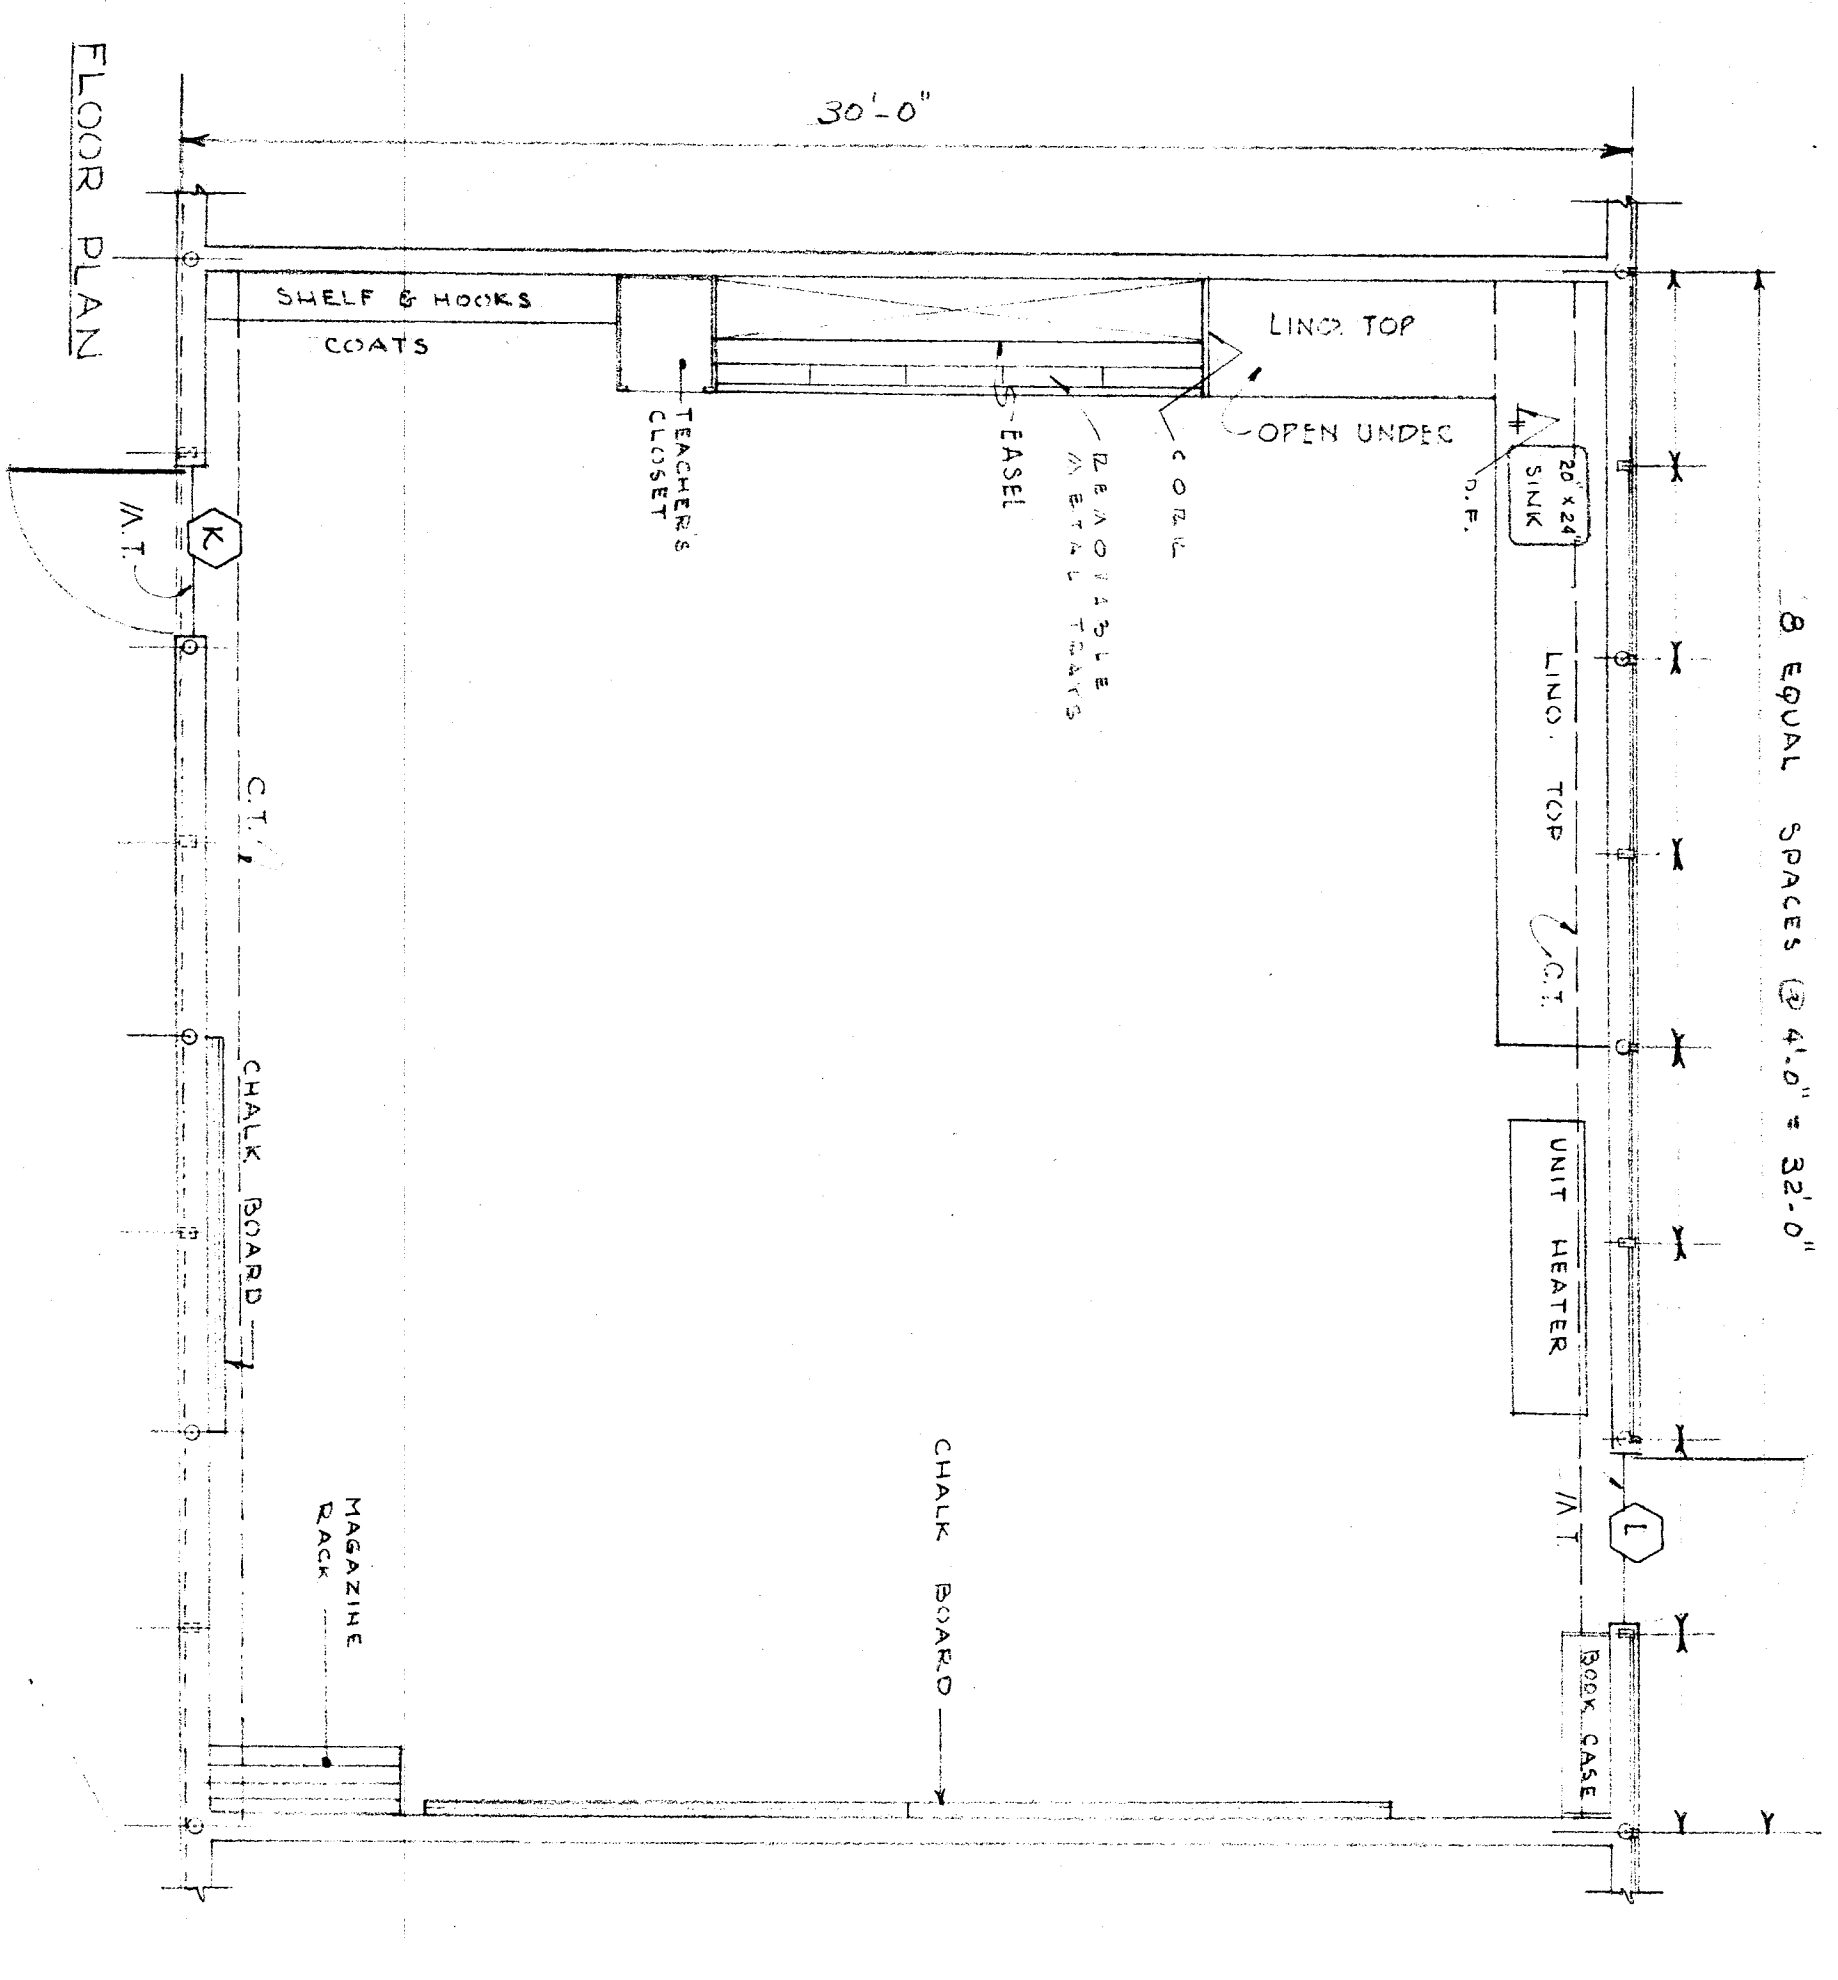 30'-0"
FLOOR PLAN
SHELF & HOOKS
COATS
TEACHER'S
CLOSET
EASEL
REMOVABLE
METAL TRAYS
CORK
LINO. TOP
OPEN UNDER
D.F.
20" X 24"
SINK
LINO. TOP
C.T.
8 EQUAL SPACES @ 4'-0" = 32'-0"
K
M.T.
C.T.
CHALK BOARD
UNIT HEATER
L
M.T.
MAGAZINE
RACK
CHALK BOARD
BOOK CASE